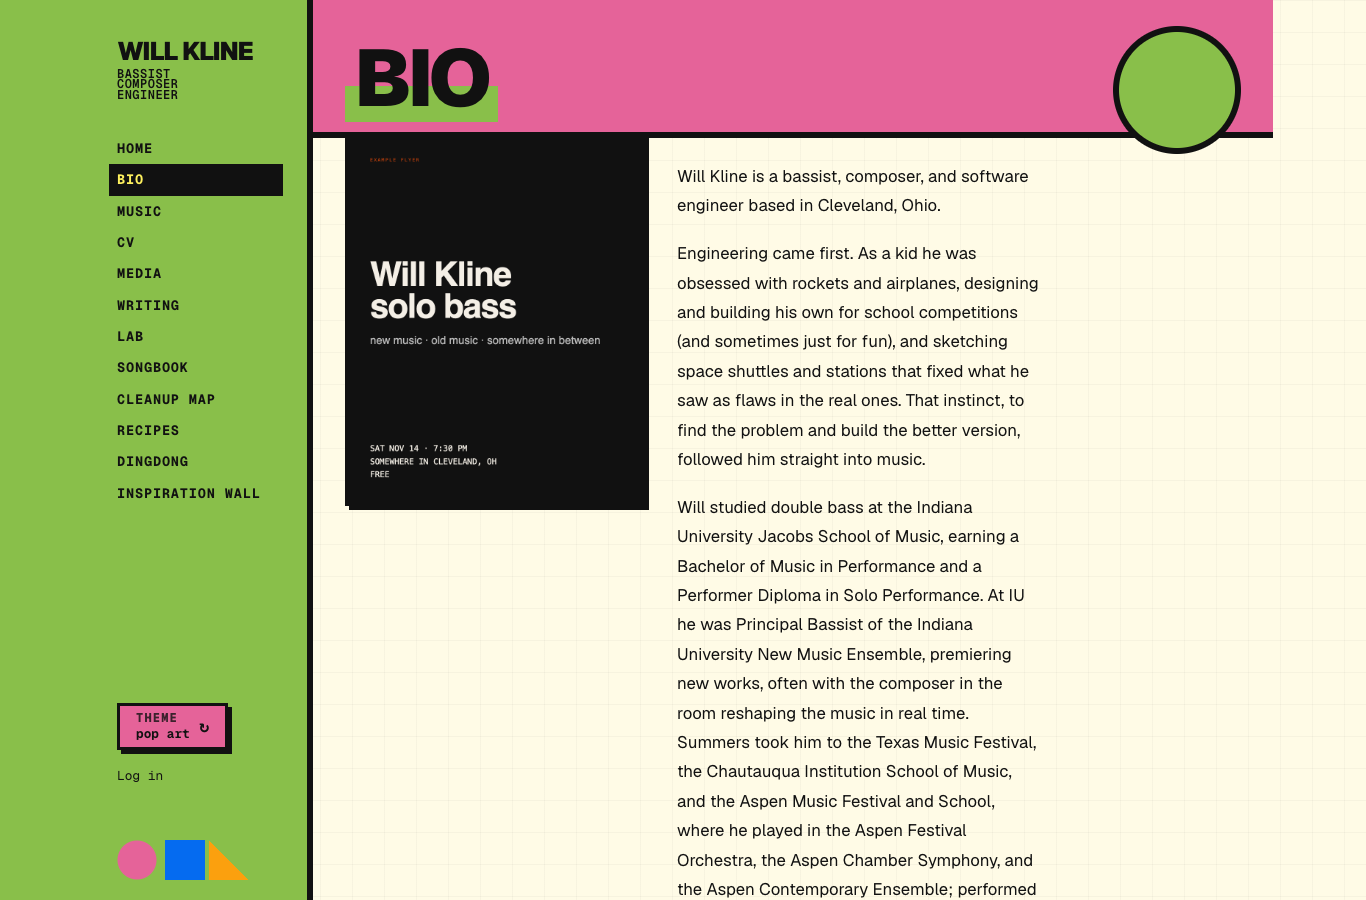 WILL KLINE
BASSIST
COMPOSER
ENGINEER
HOME
BIO
MUSIC
CV
MEDIA
WRITING
LAB
SONGBOOK
CLEANUP MAP
RECIPES
DINGDONG
INSPIRATION WALL
THEME
pop art ↻
Log in
BIO
EXAMPLE FLYER
Will Kline
solo bass
new music · old music · somewhere in between
SAT NOV 14 · 7:30 PM
SOMEWHERE IN CLEVELAND, OH
FREE
Will Kline is a bassist, composer, and software
engineer based in Cleveland, Ohio.
Engineering came first. As a kid he was
obsessed with rockets and airplanes, designing
and building his own for school competitions
(and sometimes just for fun), and sketching
space shuttles and stations that fixed what he
saw as flaws in the real ones. That instinct, to
find the problem and build the better version,
followed him straight into music.
Will studied double bass at the Indiana
University Jacobs School of Music, earning a
Bachelor of Music in Performance and a
Performer Diploma in Solo Performance. At IU
he was Principal Bassist of the Indiana
University New Music Ensemble, premiering
new works, often with the composer in the
room reshaping the music in real time.
Summers took him to the Texas Music Festival,
the Chautauqua Institution School of Music,
and the Aspen Music Festival and School,
where he played in the Aspen Festival
Orchestra, the Aspen Chamber Symphony, and
the Aspen Contemporary Ensemble; performed